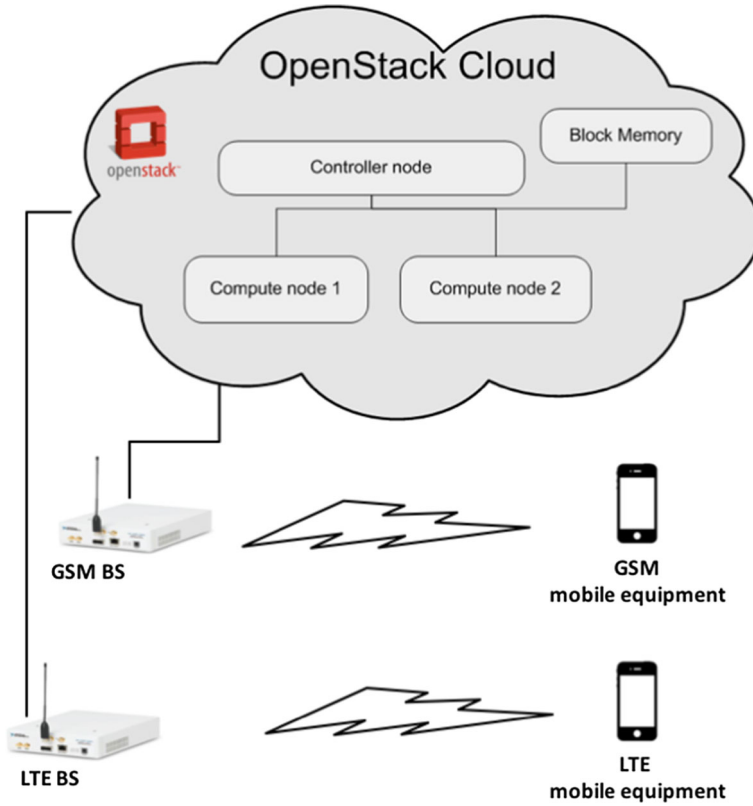 OpenStack Cloud
openstack™
Block Memory
Controller node
Compute node 1
Compute node 2
GSM BS
GSM
mobile equipment
LTE BS
LTE
mobile equipment